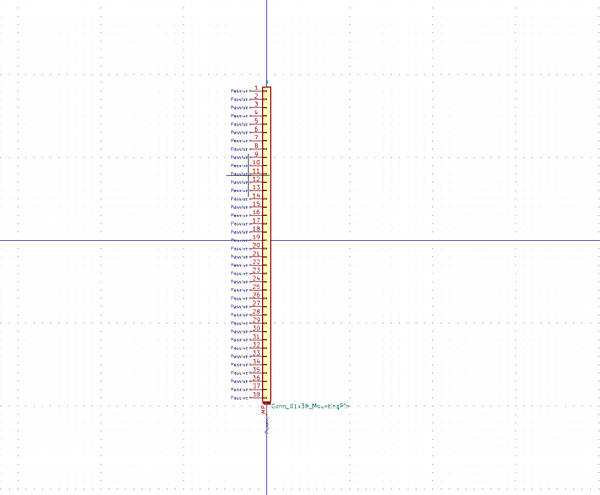 Passive 1
Passive 2
Passive 3
Passive 4
Passive 5
Passive 6
Passive 7
Passive 8
Passive 9
Passive 10
Passive 11
Passive 12
Passive 13
Passive 14
Passive 15
Passive 16
Passive 17
Passive 18
Passive 19
Passive 20
Passive 21
Passive 22
Passive 23
Passive 24
Passive 25
Passive 26
Passive 27
Passive 28
Passive 29
Passive 30
Passive 31
Passive 32
Passive 33
Passive 34
Passive 35
Passive 36
Passive 37
Passive 38
Conn_01x38_MountingPin
MP
Passive